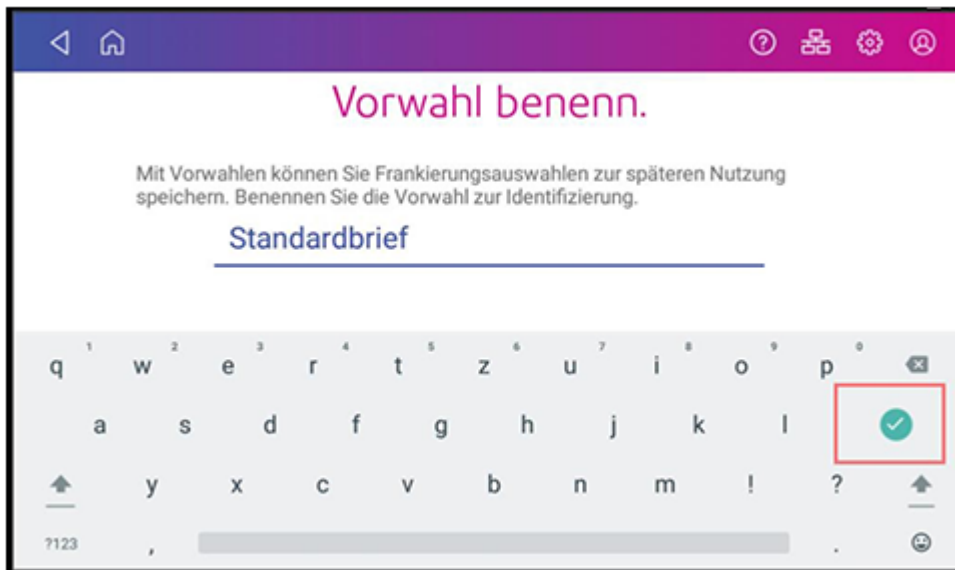 Vorwahl benenn.
Mit Vorwahlen können Sie Frankierungsauswahlen zur späteren Nutzung
speichern. Benennen Sie die Vorwahl zur Identifizierung.
Standardbrief
q 1 w 2 e 3 r 4 t 5 z 6 u 7 i 8 o 9 p 0
a s d f g h j k l
y x c v b n m ! ?
?123 , .